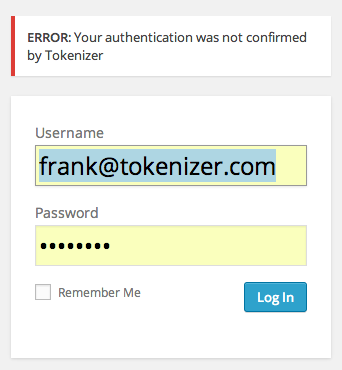 ERROR: Your authentication was not confirmed
by Tokenizer
Username
frank@tokenizer.com
Password
••••••••
Remember Me
Log In